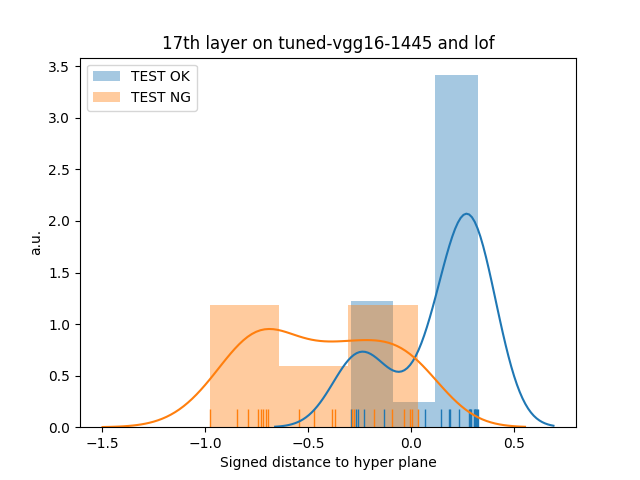 17th layer on tuned-vgg16-1445 and lof
TEST OK
TEST NG
3.5
3.0
2.5
2.0
1.5
1.0
0.5
0.0
a.u.
−1.5 −1.0 −0.5 0.0 0.5
Signed distance to hyper plane